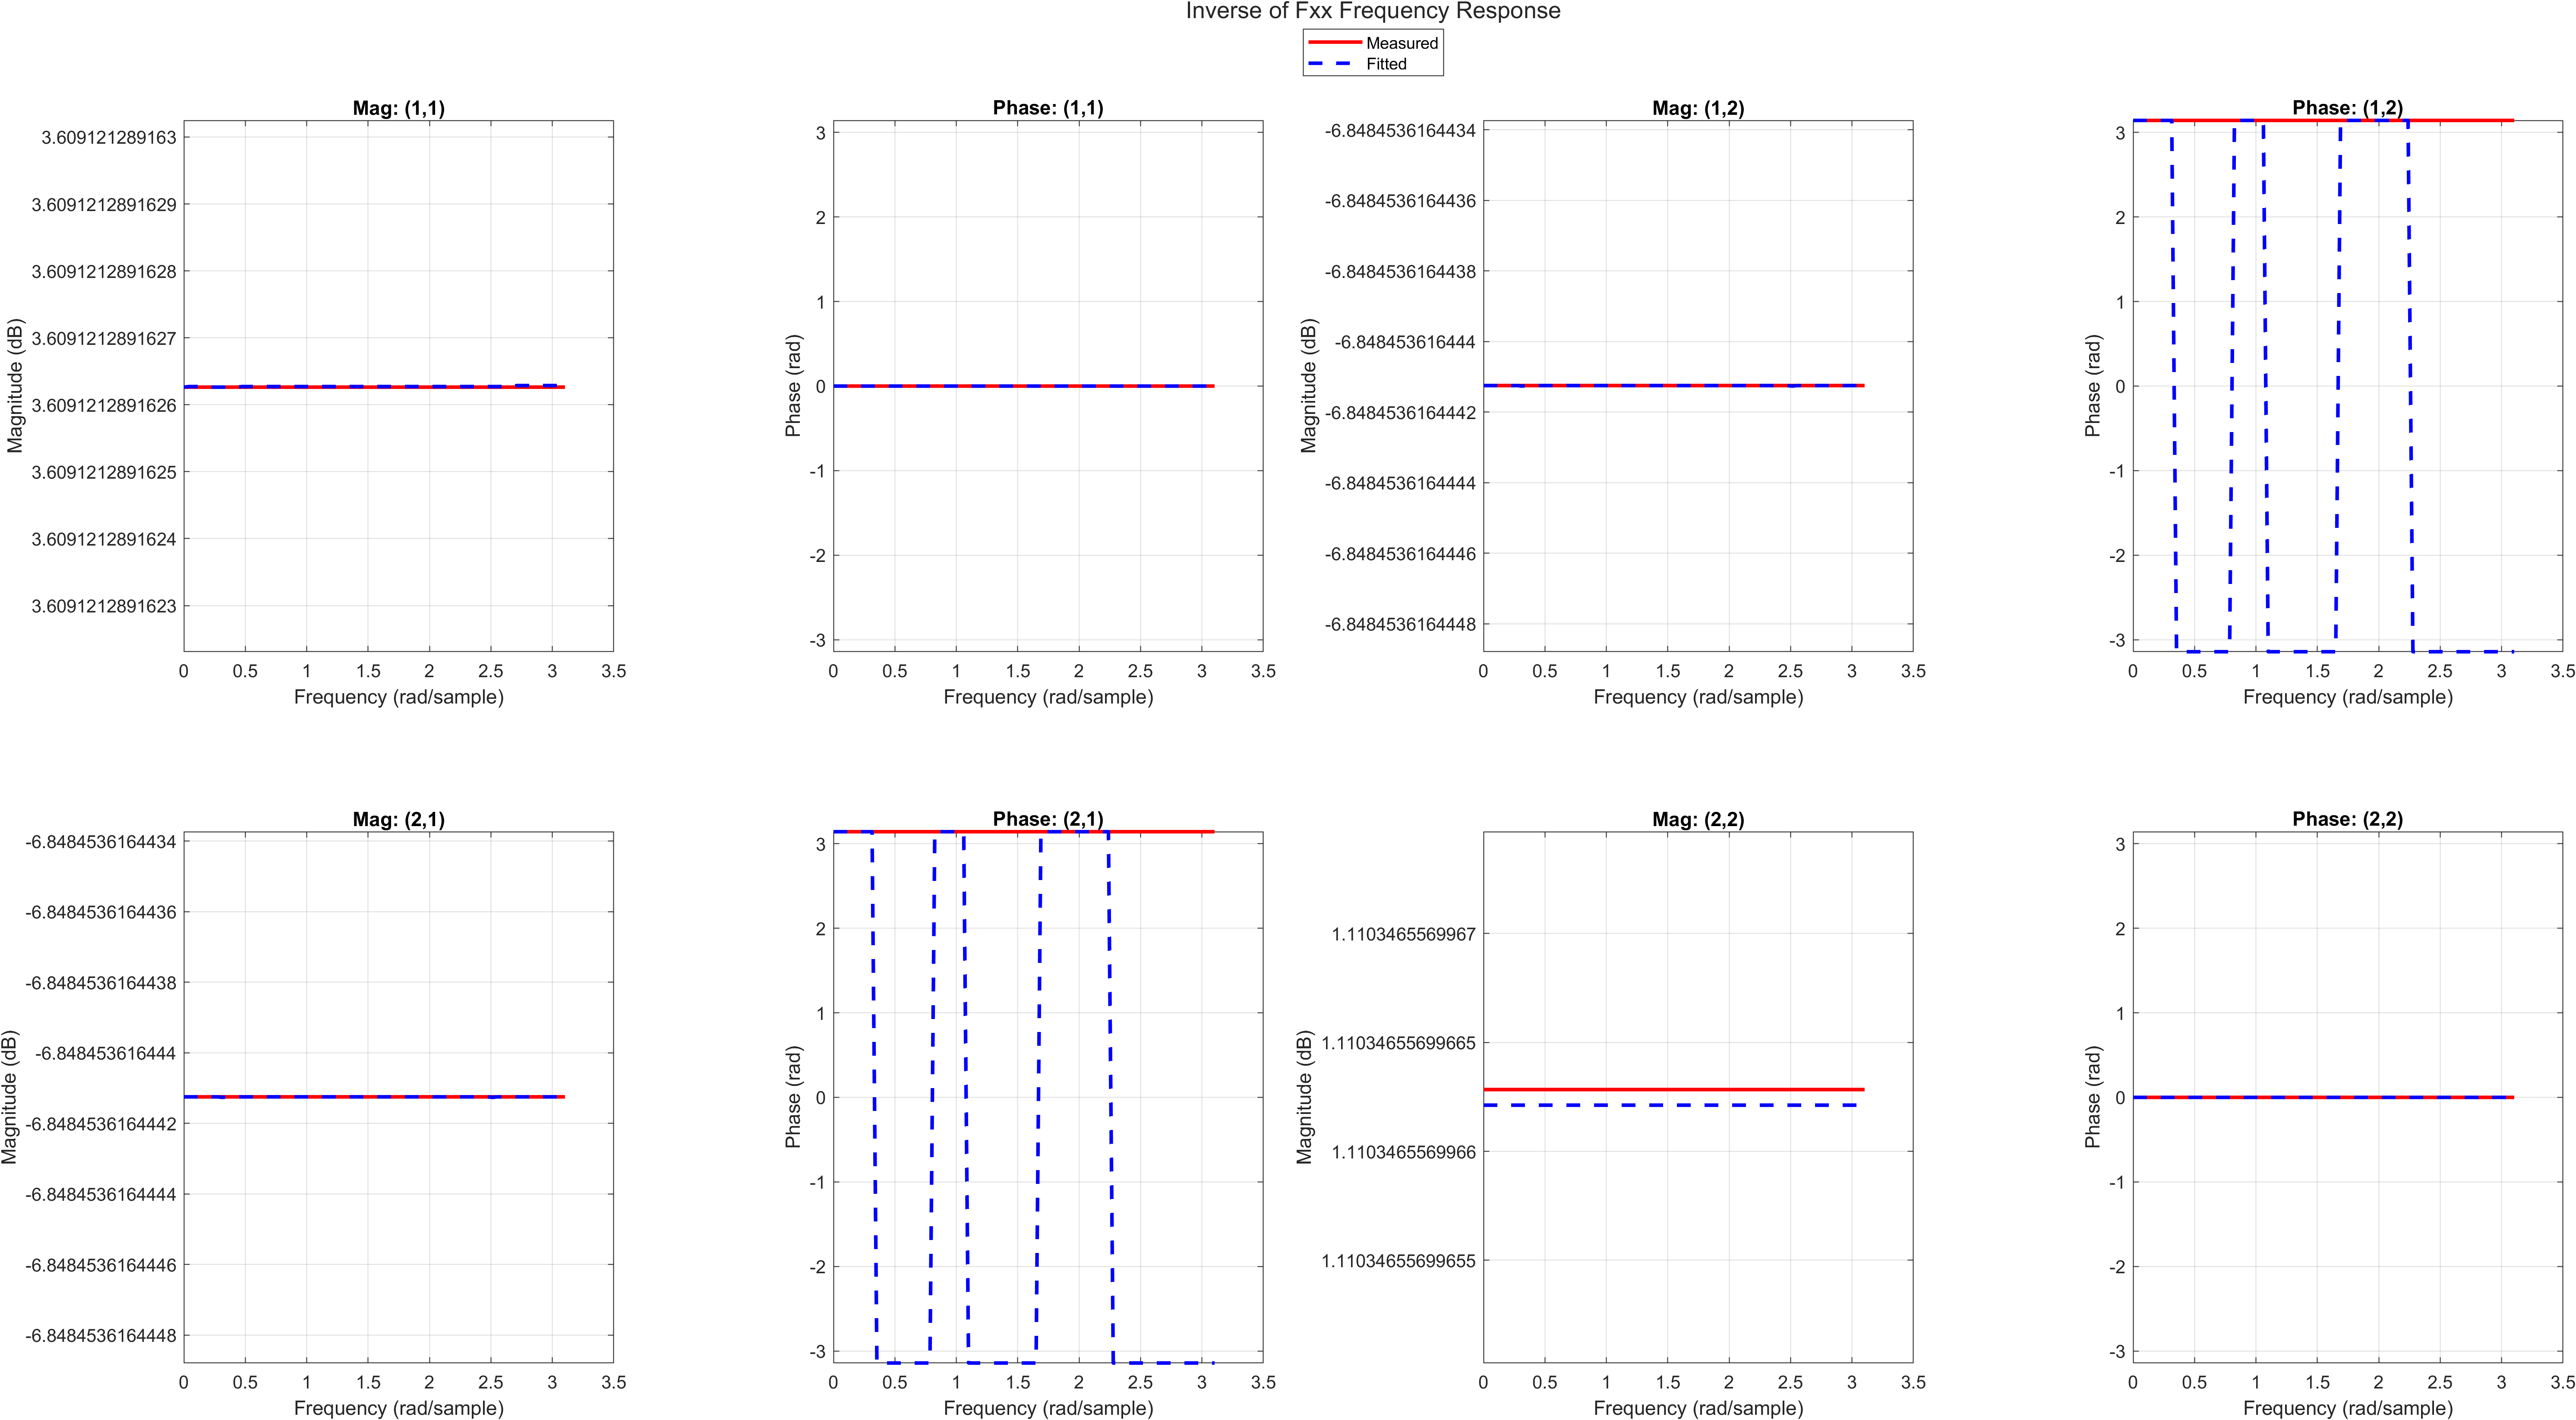 Inverse of Fxx Frequency Response
Measured
Fitted
Mag: (1,1)
3.609121289163
3.6091212891629
3.6091212891628
3.6091212891627
3.6091212891626
3.6091212891625
3.6091212891624
3.6091212891623
Magnitude (dB)
0 0.5 1 1.5 2 2.5 3 3.5
Frequency (rad/sample)
Phase: (1,1)
3
2
1
0
-1
-2
-3
Phase (rad)
0 0.5 1 1.5 2 2.5 3 3.5
Frequency (rad/sample)
Mag: (1,2)
-6.8484536164434
-6.8484536164436
-6.8484536164438
-6.848453616444
-6.8484536164442
-6.8484536164444
-6.8484536164446
-6.8484536164448
Magnitude (dB)
0 0.5 1 1.5 2 2.5 3 3.5
Frequency (rad/sample)
Phase: (1,2)
3
2
1
0
-1
-2
-3
Phase (rad)
0 0.5 1 1.5 2 2.5 3 3.5
Frequency (rad/sample)
Mag: (2,1)
-6.8484536164434
-6.8484536164436
-6.8484536164438
-6.848453616444
-6.8484536164442
-6.8484536164444
-6.8484536164446
-6.8484536164448
Magnitude (dB)
0 0.5 1 1.5 2 2.5 3 3.5
Frequency (rad/sample)
Phase: (2,1)
3
2
1
0
-1
-2
-3
Phase (rad)
0 0.5 1 1.5 2 2.5 3 3.5
Frequency (rad/sample)
Mag: (2,2)
1.1103465569967
1.11034655699665
1.1103465569966
1.11034655699655
Magnitude (dB)
0 0.5 1 1.5 2 2.5 3 3.5
Frequency (rad/sample)
Phase: (2,2)
3
2
1
0
-1
-2
-3
Phase (rad)
0 0.5 1 1.5 2 2.5 3 3.5
Frequency (rad/sample)